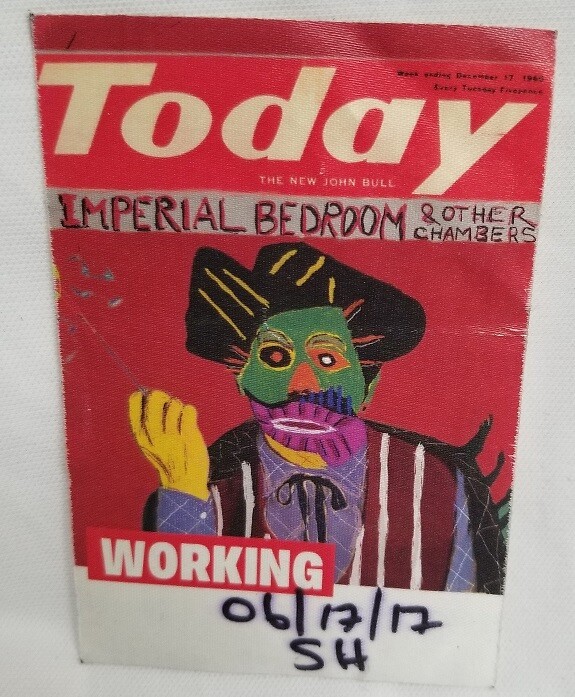 Today
Week ending December 17, 1960
Every Tuesday Fivepence
THE NEW JOHN BULL
IMPERIAL BEDROOM & OTHER
CHAMBERS
WORKING
06/17/17
SH